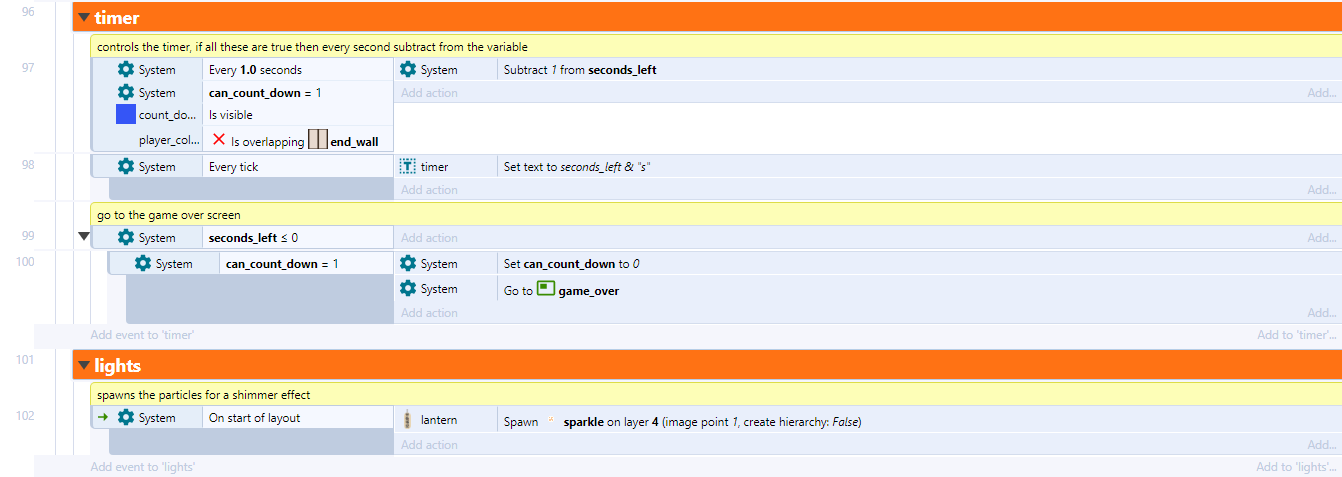 96 timer
controls the timer, if all these are true then every second subtract from the variable
97 System Every 1.0 seconds System Subtract 1 from seconds_left
System can_count_down = 1 Add action Add...
count_do... Is visible
player_col... Is overlapping end_wall
98 System Every tick T timer Set text to seconds_left & "s"
Add action Add...
go to the game over screen
99 System seconds_left ≤ 0 Add action Add...
100 System can_count_down = 1 System Set can_count_down to 0
System Go to game_over
Add action Add...
Add event to 'timer' Add to 'timer'...
101 lights
spawns the particles for a shimmer effect
102 System On start of layout lantern Spawn sparkle on layer 4 (image point 1, create hierarchy: False)
Add action Add...
Add event to 'lights' Add to 'lights'...